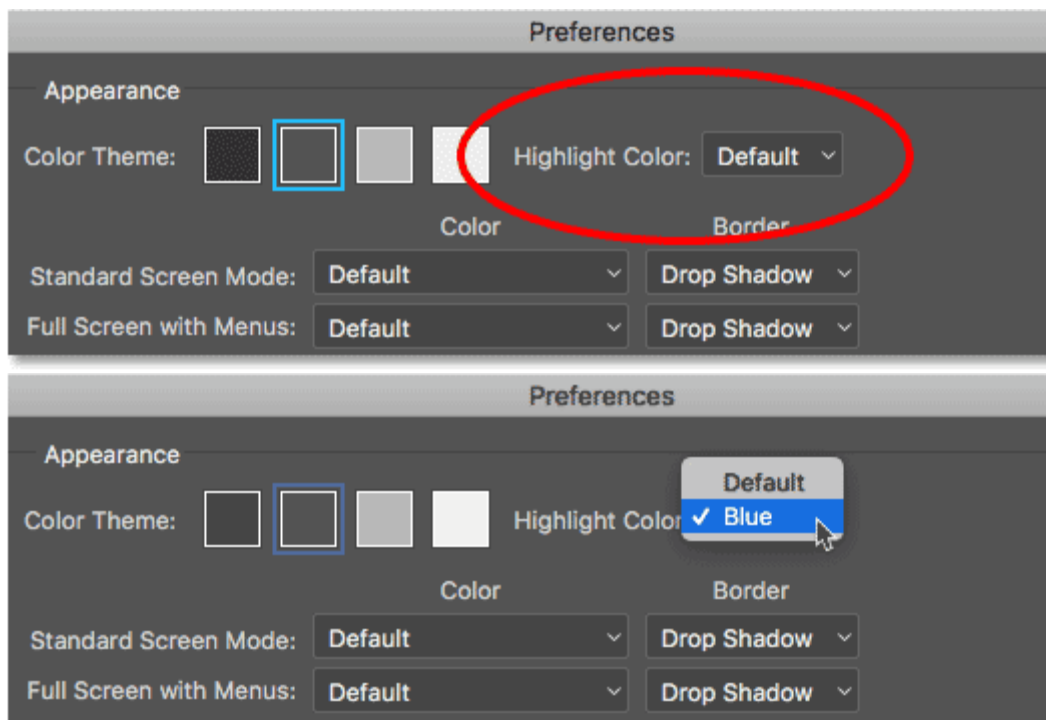 Preferences
Appearance
Color Theme: Highlight Color: Default
Color Border
Standard Screen Mode: Default Drop Shadow
Full Screen with Menus: Default Drop Shadow
Preferences
Appearance
Default
Color Theme: Highlight Color ✓ Blue
Color Border
Standard Screen Mode: Default Drop Shadow
Full Screen with Menus: Default Drop Shadow